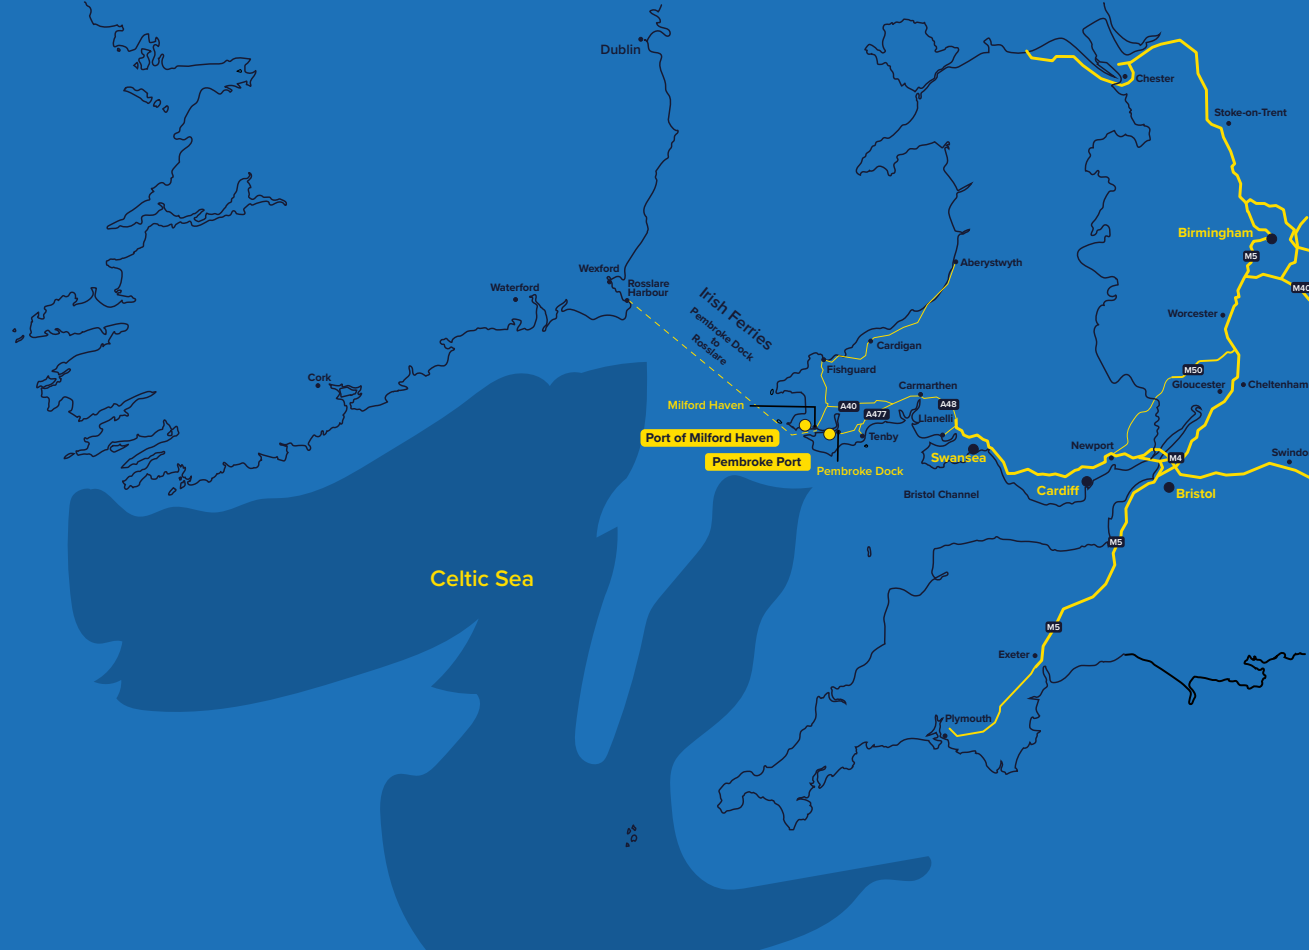 Dublin
Chester
Stoke-on-Trent
Birmingham
M5
M40
Aberystwyth
Wexford
Rosslare
Harbour
Waterford
Irish Ferries
Pembroke Dock
to
Rosslare
Worcester
Cardigan
Fishguard
M50
Cork
Carmarthen
Gloucester
Cheltenham
Milford Haven
A40
A477
A48
Llanelli
Port of Milford Haven
Tenby
Newport
Pembroke Port
Swansea
M4
Pembroke Dock
Cardiff
Bristol Channel
Bristol
M5
Celtic Sea
M5
Exeter
Plymouth